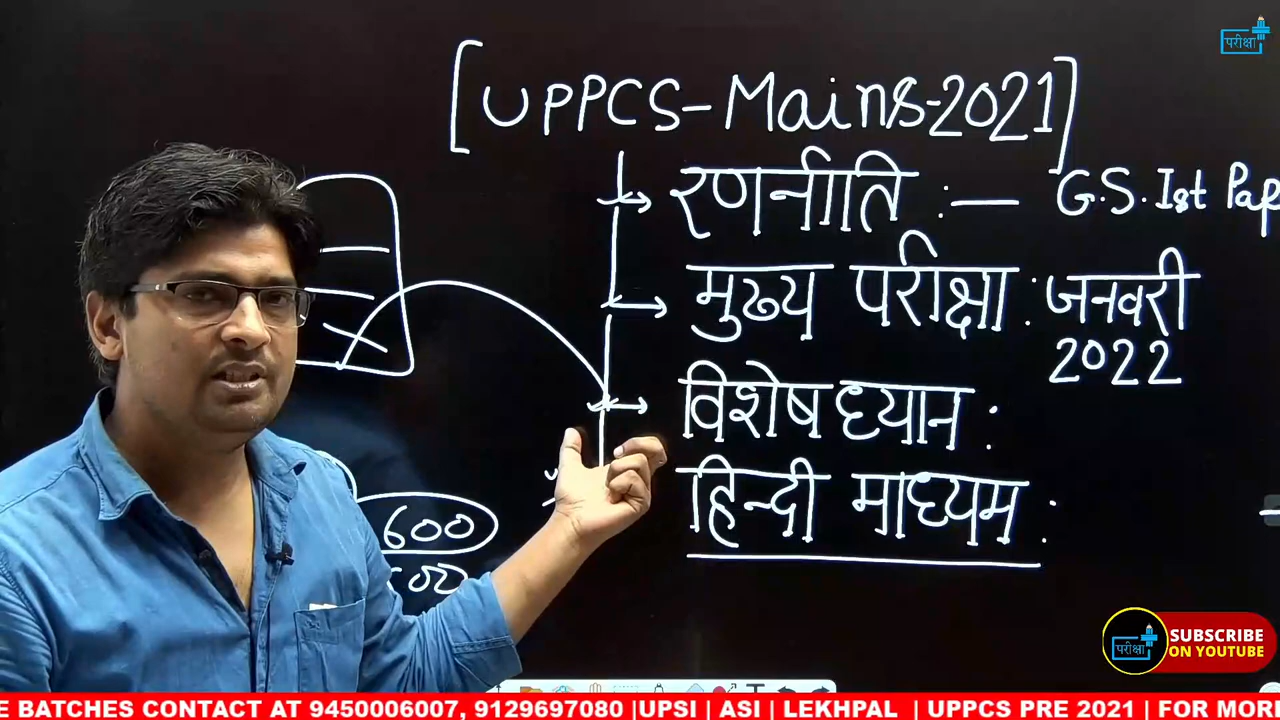 परीक्षा
[UPPCS-Mains-2021]
रणनीति :— G.S. Ist Pap
मुख्य परीक्षा : जनवरी
2022
विशेष ध्यान :
हिन्दी माध्यम :
600
परीक्षा
SUBSCRIBE
ON YOUTUBE
E BATCHES CONTACT AT 9450006007, 9129697080 |UPSI | ASI | LEKHPAL | UPPCS PRE 2021 | FOR MOR